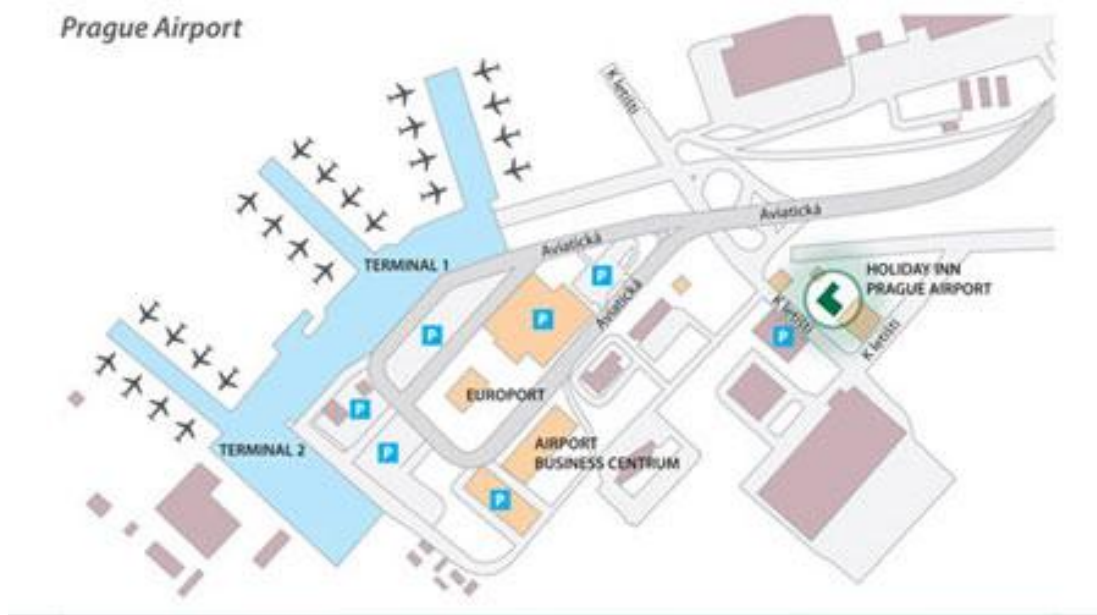 Prague Airport
K letišti
Aviatická
Aviatická
TERMINAL 1
HOLIDAY INN
PRAGUE AIRPORT
P
Aviatická
P
P
K letišti
P
K letišti
EUROPORT
P
TERMINAL 2
AIRPORT
BUSINESS CENTRUM
P
P